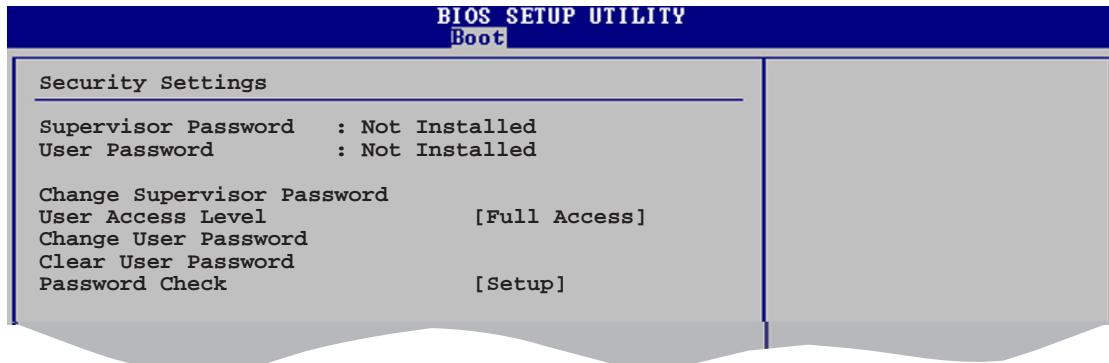 BIOS SETUP UTILITY
Boot
Security Settings
Supervisor Password : Not Installed
User Password : Not Installed
Change Supervisor Password
User Access Level [Full Access]
Change User Password
Clear User Password
Password Check [Setup]